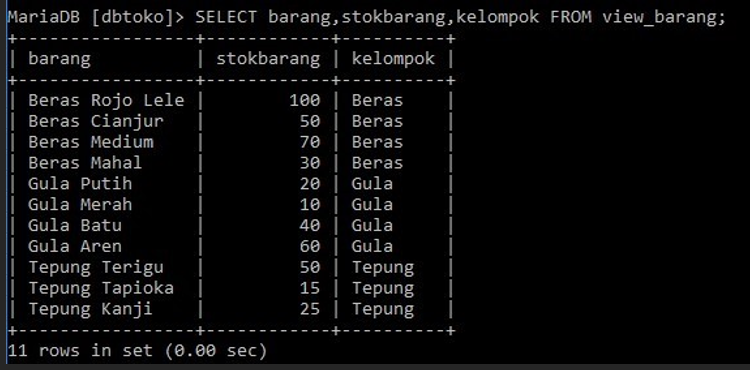 MariaDB [dbtoko]> SELECT barang,stokbarang,kelompok FROM view_barang;
+-----------------+------------+----------+
| barang          | stokbarang | kelompok |
+-----------------+------------+----------+
| Beras Rojo Lele |        100 | Beras    |
| Beras Cianjur   |         50 | Beras    |
| Beras Medium    |         70 | Beras    |
| Beras Mahal     |         30 | Beras    |
| Gula Putih      |         20 | Gula     |
| Gula Merah      |         10 | Gula     |
| Gula Batu       |         40 | Gula     |
| Gula Aren       |         60 | Gula     |
| Tepung Terigu   |         50 | Tepung   |
| Tepung Tapioka  |         15 | Tepung   |
| Tepung Kanji    |         25 | Tepung   |
+-----------------+------------+----------+
11 rows in set (0.00 sec)